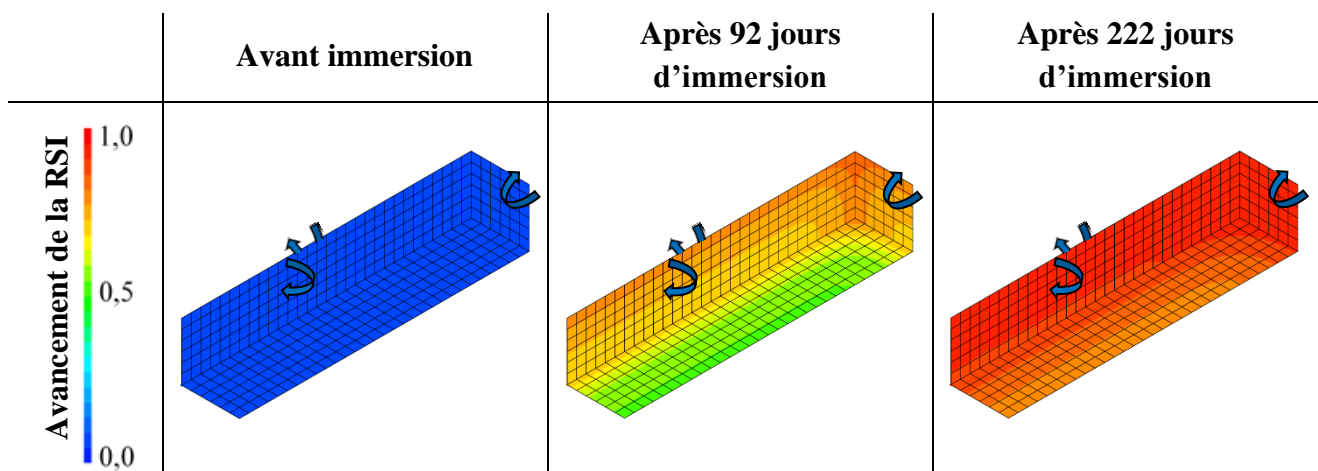 Avant immersion
Après 92 jours
d’immersion
Après 222 jours
d’immersion
Avancement de la RSI
1,0
0,5
0,0